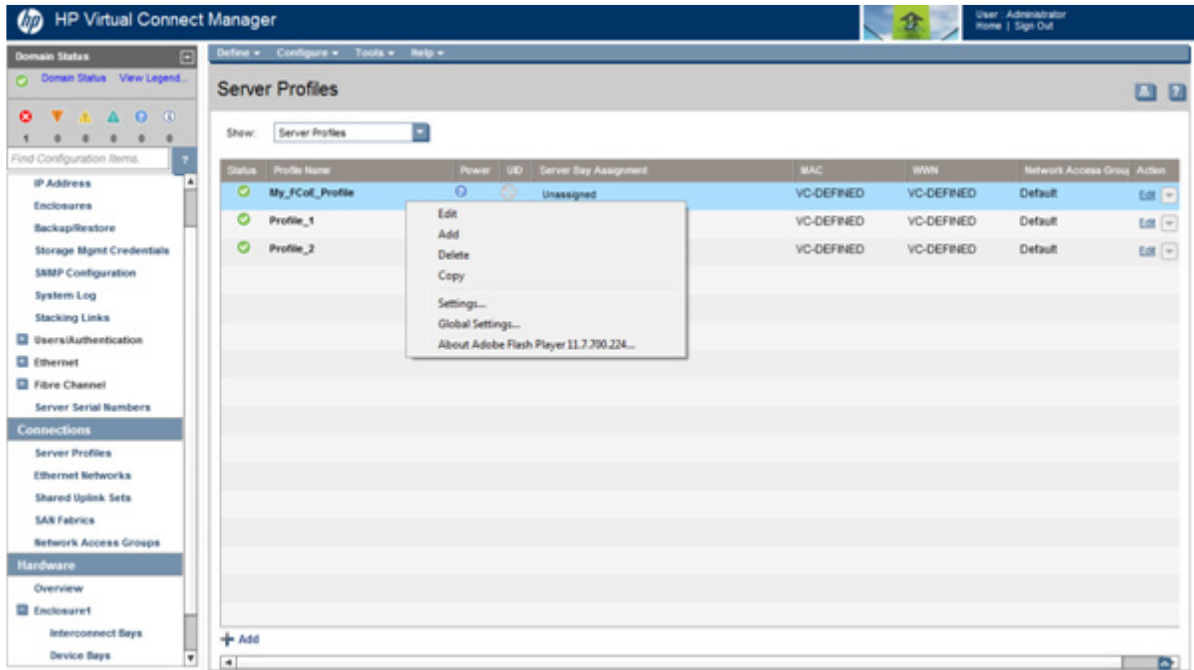 hp HP Virtual Connect Manager
User : Administrator
Home | Sign Out
Domain Status
Domain Status View Legend...
1 0 0 0 0 0
Find Configuration Items. ?
IP Address
Enclosures
Backup/Restore
Storage Mgmt Credentials
SNMP Configuration
System Log
Stacking Links
Users/Authentication
Ethernet
Fibre Channel
Server Serial Numbers
Connections
Server Profiles
Ethernet Networks
Shared Uplink Sets
SAN Fabrics
Network Access Groups
Hardware
Overview
Enclosure1
Interconnect Bays
Device Bays
Define Configure Tools Help
Server Profiles ?
Show: Server Profiles
Status Profile Name Power UID Server Bay Assignment MAC WWN Network Access Group Action
My_FCoE_Profile Unassigned VC-DEFINED VC-DEFINED Default Edit
Profile_1 VC-DEFINED VC-DEFINED Default Edit
Profile_2 VC-DEFINED VC-DEFINED Default Edit
Edit
Add
Delete
Copy
Settings...
Global Settings...
About Adobe Flash Player 11.7.700.224...
+ Add